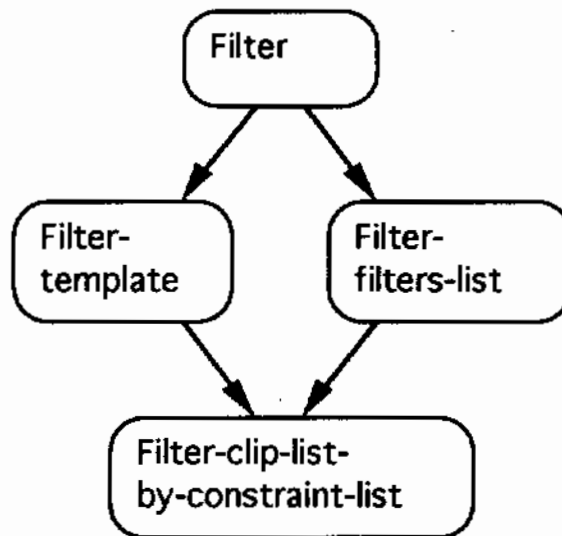 Filter
Filter-
template
Filter-
filters-list
Filter-clip-list-
by-constraint-list